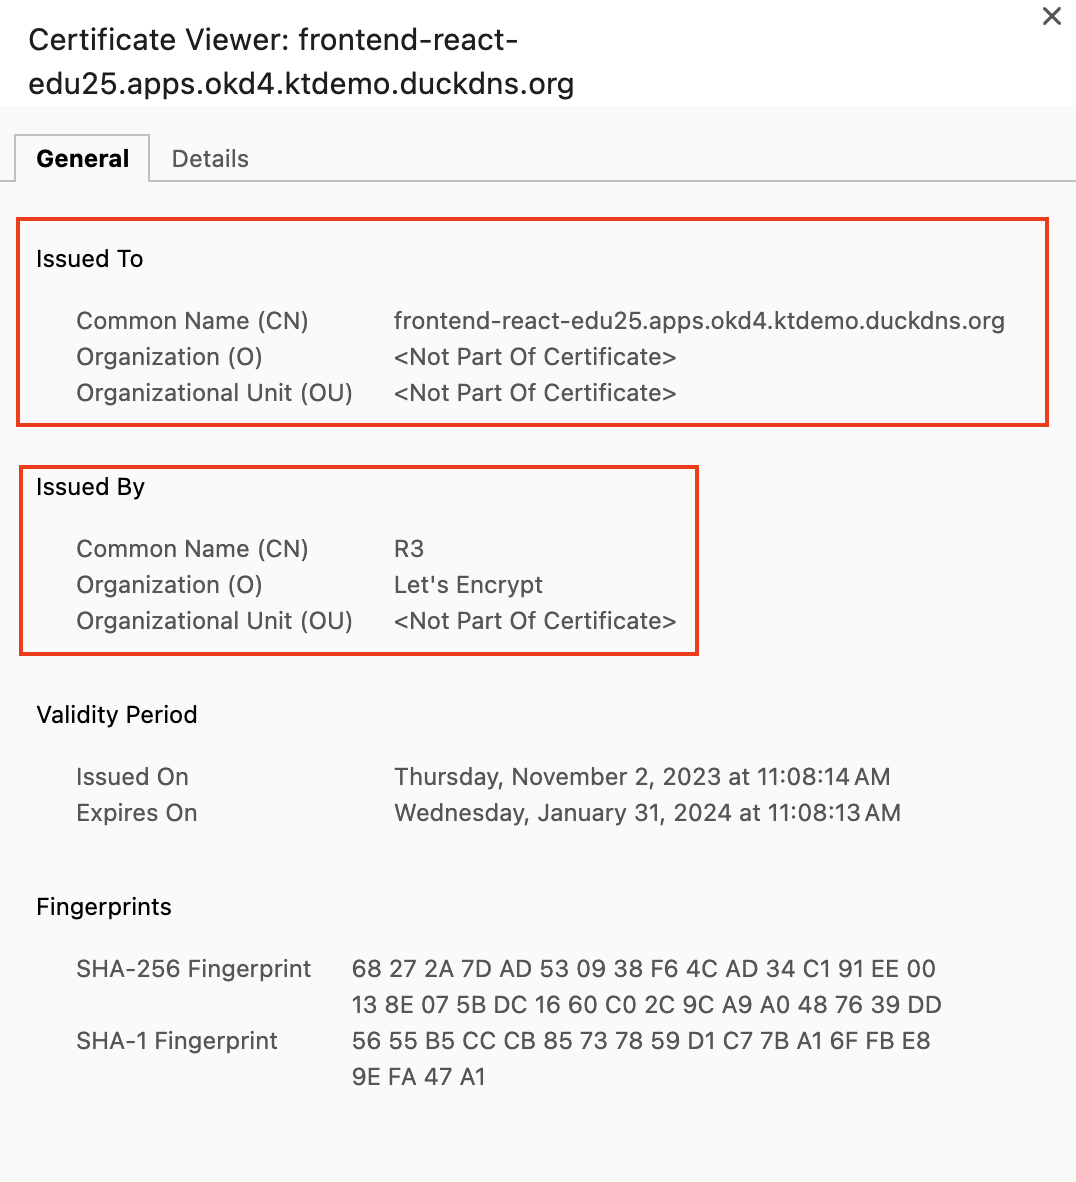 Certificate Viewer: frontend-react-
edu25.apps.okd4.ktdemo.duckdns.org
General Details
Issued To
Common Name (CN) frontend-react-edu25.apps.okd4.ktdemo.duckdns.org
Organization (O) <Not Part Of Certificate>
Organizational Unit (OU) <Not Part Of Certificate>
Issued By
Common Name (CN) R3
Organization (O) Let's Encrypt
Organizational Unit (OU) <Not Part Of Certificate>
Validity Period
Issued On Thursday, November 2, 2023 at 11:08:14 AM
Expires On Wednesday, January 31, 2024 at 11:08:13 AM
Fingerprints
SHA-256 Fingerprint 68 27 2A 7D AD 53 09 38 F6 4C AD 34 C1 91 EE 00
13 8E 07 5B DC 16 60 C0 2C 9C A9 A0 48 76 39 DD
SHA-1 Fingerprint 56 55 B5 CC CB 85 73 78 59 D1 C7 7B A1 6F FB E8
9E FA 47 A1